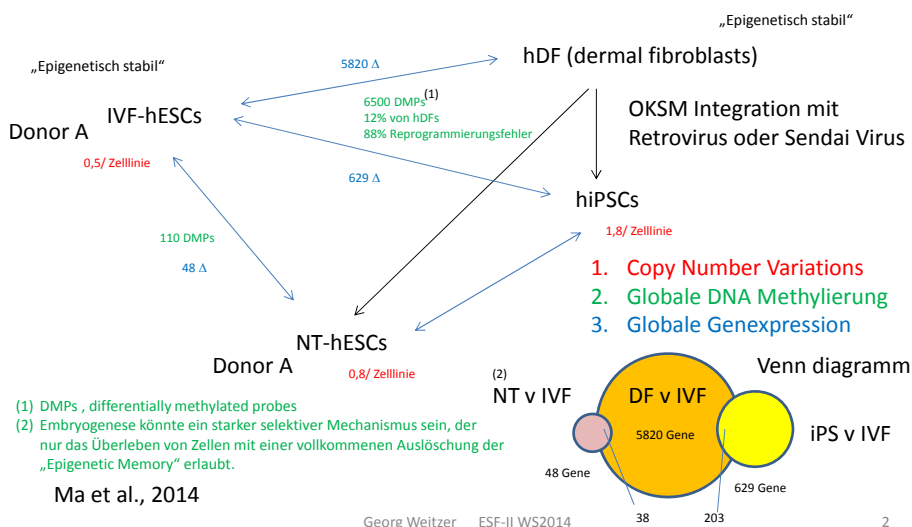 „Epigenetisch stabil“
hDF (dermal fibroblasts)
„Epigenetisch stabil“
5820 Δ
IVF-hESCs
Donor A
6500 DMPs(1)
12% von hDFs
88% Reprogrammierungsfehler
OKSM Integration mit
Retrovirus oder Sendai Virus
0,5/ Zelllinie
629 Δ
hiPSCs
1,8/ Zelllinie
110 DMPs
48 Δ
1. Copy Number Variations
2. Globale DNA Methylierung
3. Globale Genexpression
NT-hESCs
Donor A
0,8/ Zelllinie
(2)
NT v IVF
DF v IVF
Venn diagramm
5820 Gene
iPS v IVF
48 Gene
629 Gene
38
203
(1) DMPs , differentially methylated probes
(2) Embryogenese könnte ein starker selektiver Mechanismus sein, der
nur das Überleben von Zellen mit einer vollkommenen Auslöschung der
„Epigenetic Memory“ erlaubt.
Ma et al., 2014
Georg Weitzer ESF-II WS2014
2